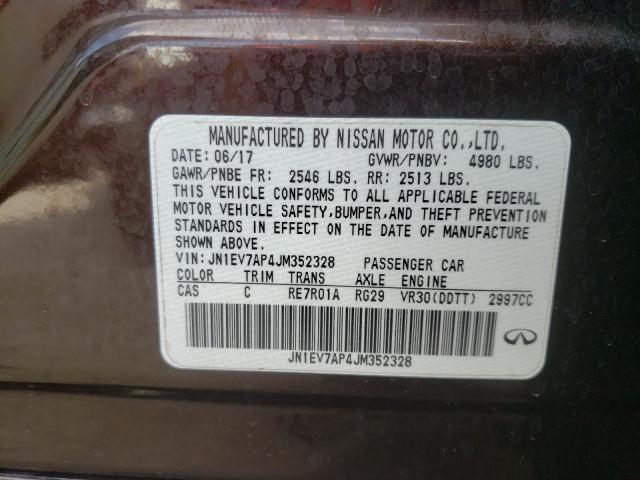 MANUFACTURED BY NISSAN MOTOR CO.,LTD.
DATE: 06/17 GVWR/PNBV: 4980 LBS.
GAWR/PNBE FR: 2546 LBS. RR: 2513 LBS.
THIS VEHICLE CONFORMS TO ALL APPLICABLE FEDERAL
MOTOR VEHICLE SAFETY,BUMPER,AND THEFT PREVENTION
STANDARDS IN EFFECT ON THE DATE OF MANUFACTURE
SHOWN ABOVE.
VIN: JN1EV7AP4JM352328 PASSENGER CAR
COLOR TRIM TRANS AXLE ENGINE
CAS C RE7R01A RG29 VR30(DDTT) 2997CC
JN1EV7AP4JM352328